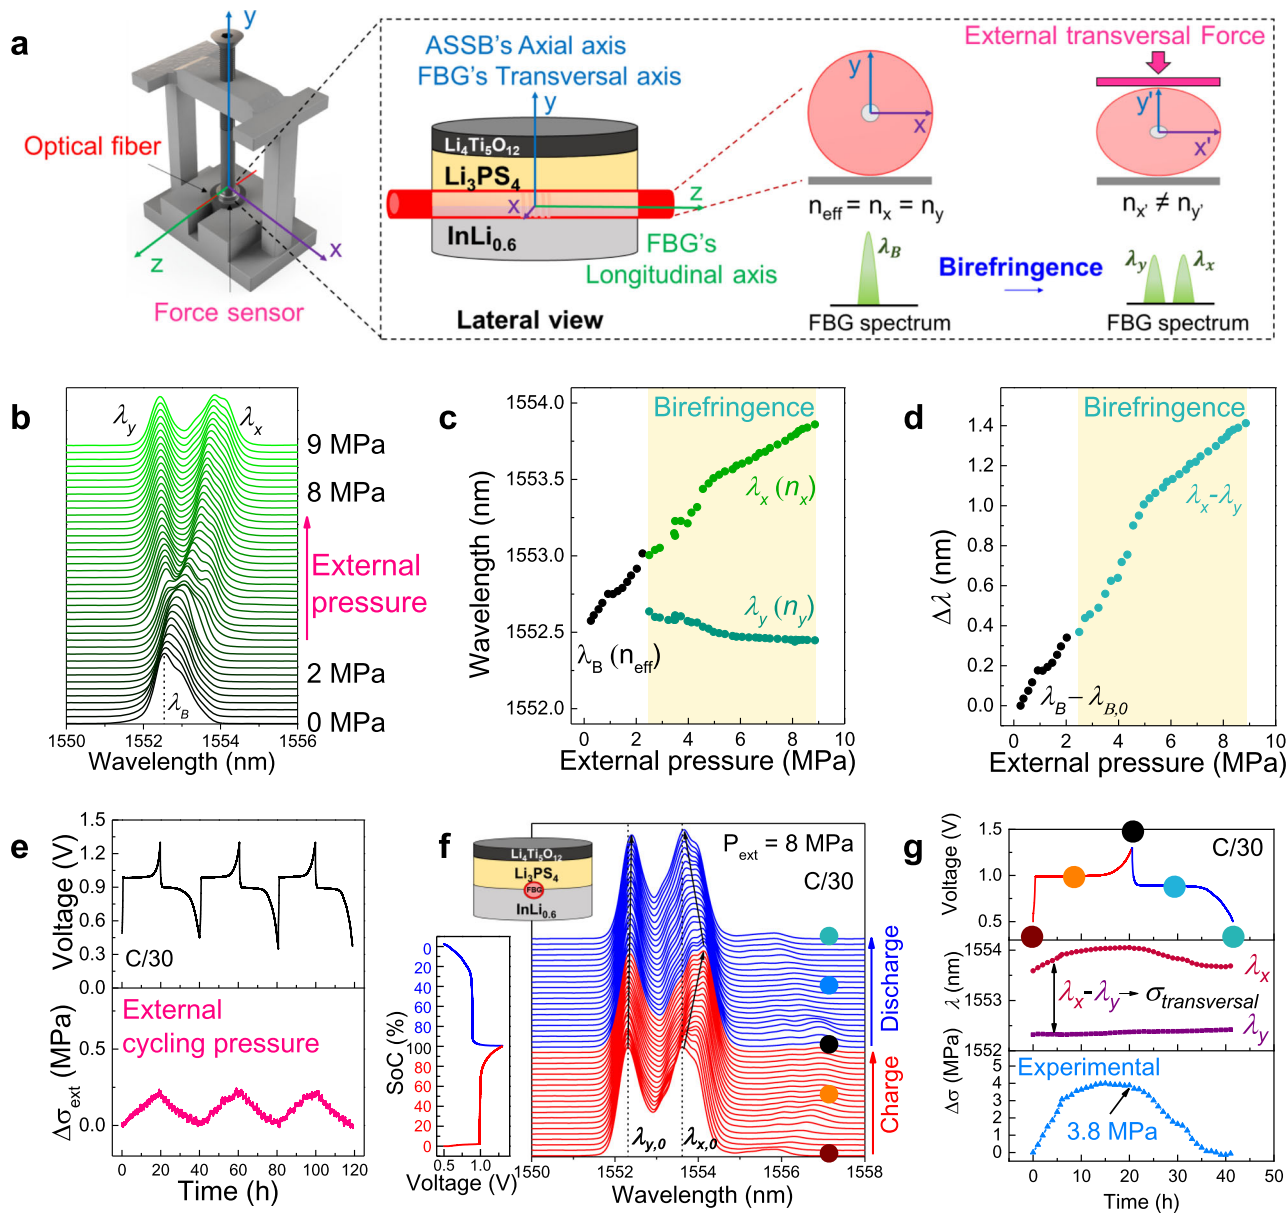 a
y
Optical fiber
z
x
Force sensor
ASSB's Axial axis
FBG's Transversal axis
y
Li4Ti5O12
Li3PS4
x
z
InLi0.6
FBG's
Longitudinal axis
Lateral view
y
x
neff = nx = ny
λB
FBG spectrum
Birefringence
External transversal Force
y'
x'
nx' ≠ ny'
λy
λx
FBG spectrum
b
λy
λx
9 MPa
8 MPa
External
pressure
2 MPa
λB
0 MPa
1550
1552
1554
1556
Wavelength (nm)
c
1554.0
1553.5
1553.0
1552.5
1552.0
Wavelength (nm)
Birefringence
λx (nx)
λy (ny)
λB (neff)
0
2
4
6
8
10
External pressure (MPa)
d
1.4
1.2
1.0
0.8
0.6
0.4
0.2
0.0
Δλ (nm)
Birefringence
λx-λy
λB – λB,0
0
2
4
6
8
10
External pressure (MPa)
e
1.5
1.2
0.9
0.6
0.3
Voltage (V)
C/30
External
cycling pressure
0.5
0.0
Δσext (MPa)
0
20
40
60
80
100
120
Time (h)
f
Li4Ti5O12
Li3PS4
FBG
InLi0.6
Pext = 8 MPa
C/30
0
20
40
60
80
100
80
60
40
20
0
SoC (%)
0.5
1.0
Voltage (V)
λy,0
λx,0
Discharge
Charge
1550
1552
1554
1556
1558
Wavelength (nm)
g
1.5
1.0
0.5
Voltage (V)
C/30
1554
1553
1552
λ (nm)
λx
λx-λy → σtransversal
λy
4
3
2
1
0
Δσ (MPa)
Experimental
3.8 MPa
0
10
20
30
40
50
Time (h)